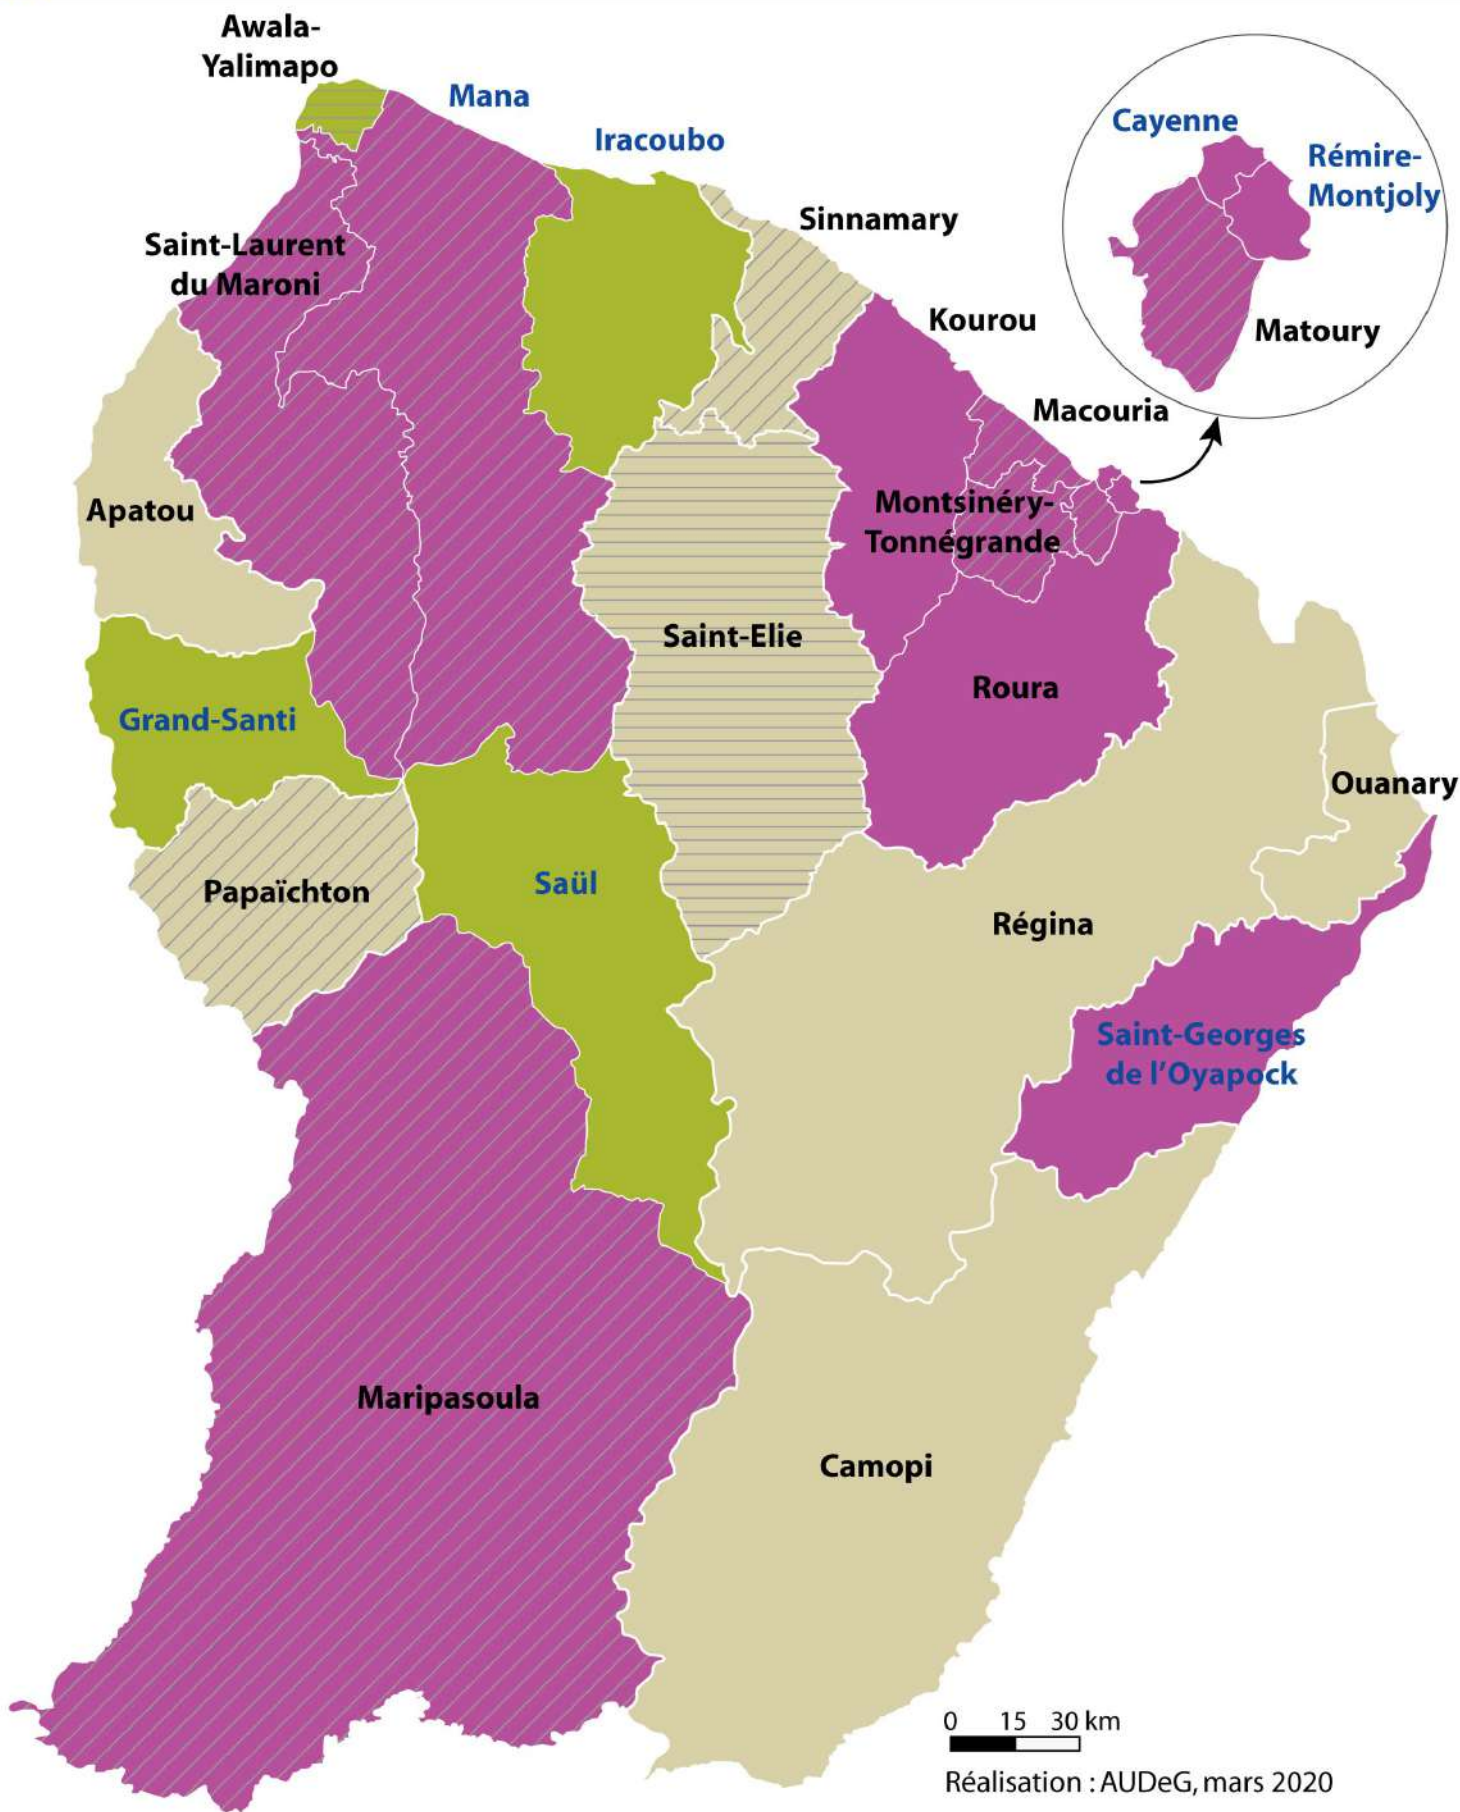 Awala-
Yalimapo
Mana
Iracoubo
Cayenne
Rémire-
Montjoly
Sinnamary
Saint-Laurent
du Maroni
Kourou
Matoury
Macouria
Apatou
Montsinéry-
Tonnégrande
Saint-Elie
Roura
Grand-Santi
Ouanary
Papaïchton
Saül
Régina
Saint-Georges
de l'Oyapock
Maripasoula
Camopi
0 15 30 km
Réalisation : AUDeG, mars 2020